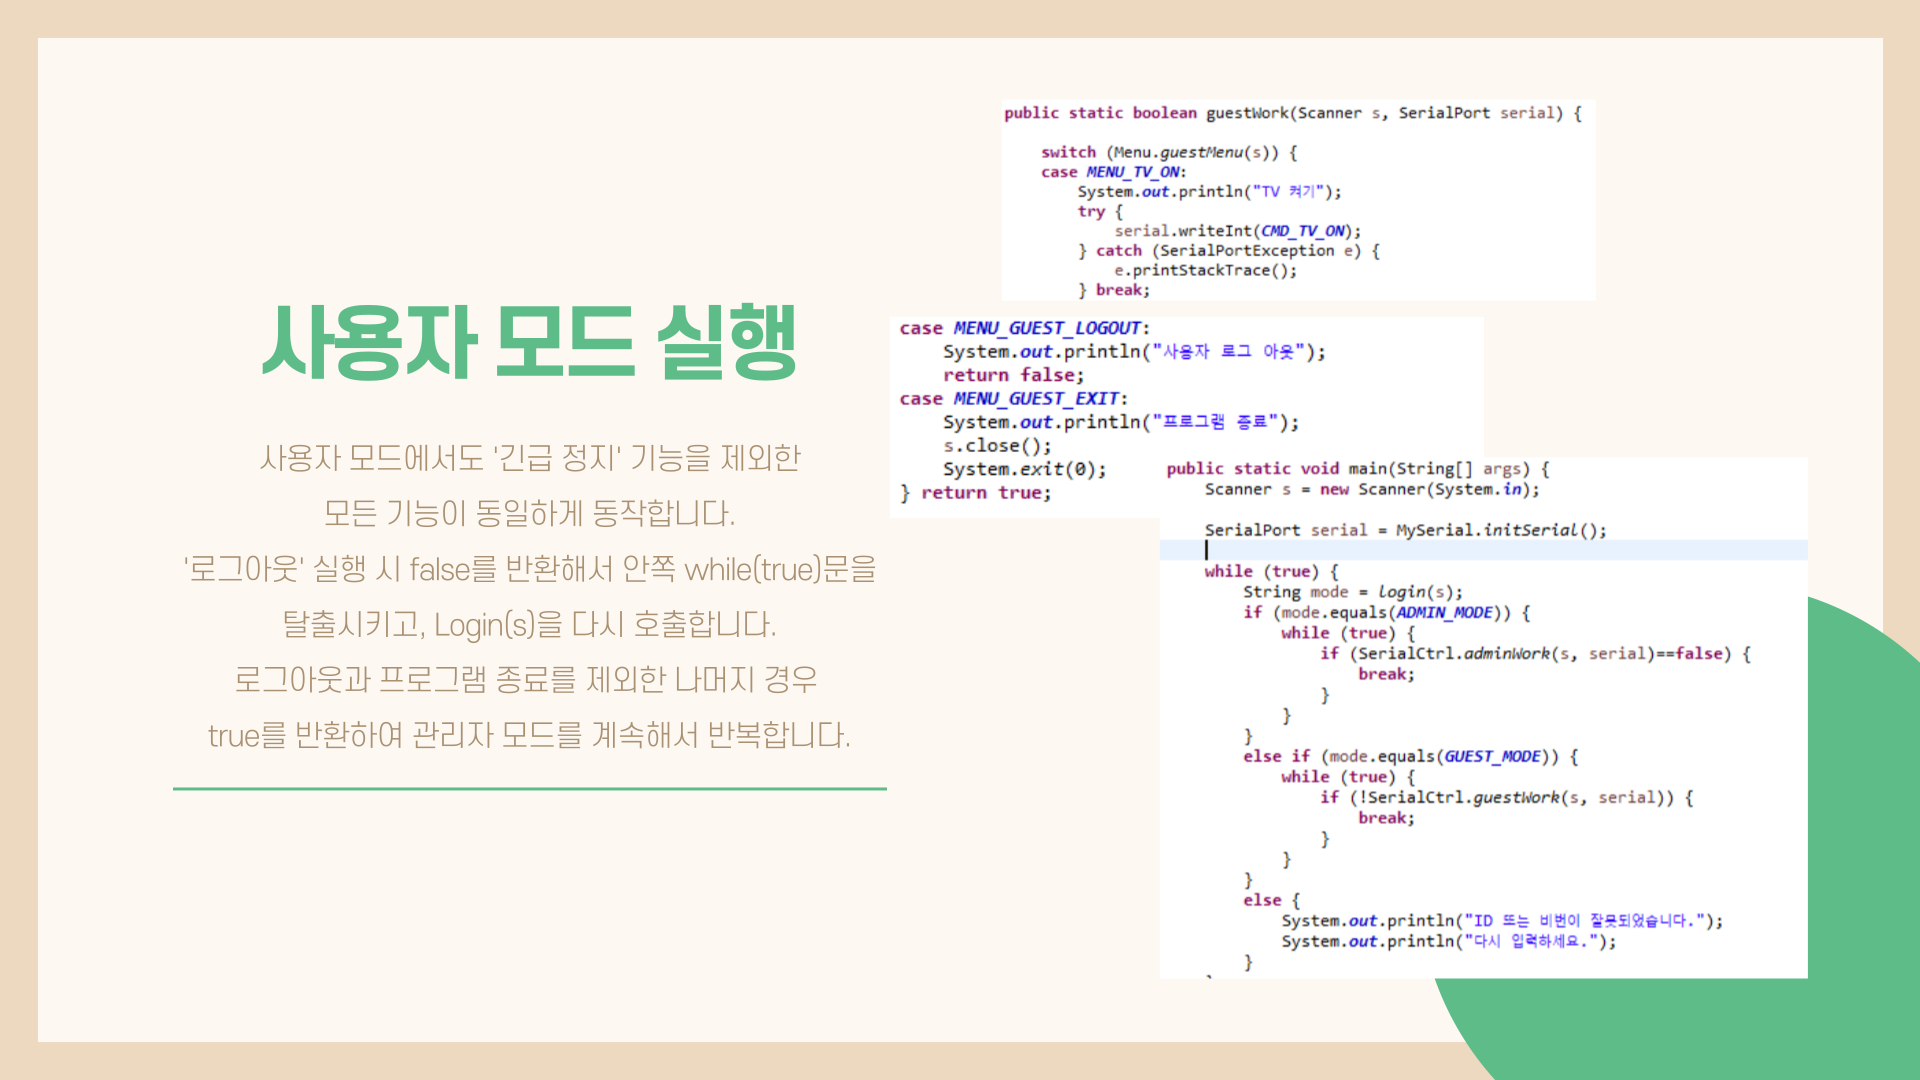 사용자 모드 실행
사용자 모드에서도 '긴급 정지' 기능을 제외한
모든 기능이 동일하게 동작합니다.
'로그아웃' 실행 시 false를 반환해서 안쪽 while(true)문을
탈출시키고, Login(s)을 다시 호출합니다.
로그아웃과 프로그램 종료를 제외한 나머지 경우
true를 반환하여 관리자 모드를 계속해서 반복합니다.
public static boolean guestWork(Scanner s, SerialPort serial) {
switch (Menu.guestMenu(s)) {
case MENU_TV_ON:
System.out.println("TV 켜기");
try {
serial.writeInt(CMD_TV_ON);
} catch (SerialPortException e) {
e.printStackTrace();
} break;
case MENU_GUEST_LOGOUT:
System.out.println("사용자 로그 아웃");
return false;
case MENU_GUEST_EXIT:
System.out.println("프로그램 종료");
s.close();
System.exit(0);
} return true;
public static void main(String[] args) {
Scanner s = new Scanner(System.in);
SerialPort serial = MySerial.initSerial();
while (true) {
String mode = login(s);
if (mode.equals(ADMIN_MODE)) {
while (true) {
if (SerialCtrl.adminWork(s, serial)==false) {
break;
}
}
}
else if (mode.equals(GUEST_MODE)) {
while (true) {
if (!SerialCtrl.guestWork(s, serial)) {
break;
}
}
}
else {
System.out.println("ID 또는 비번이 잘못되었습니다.");
System.out.println("다시 입력하세요.");
}